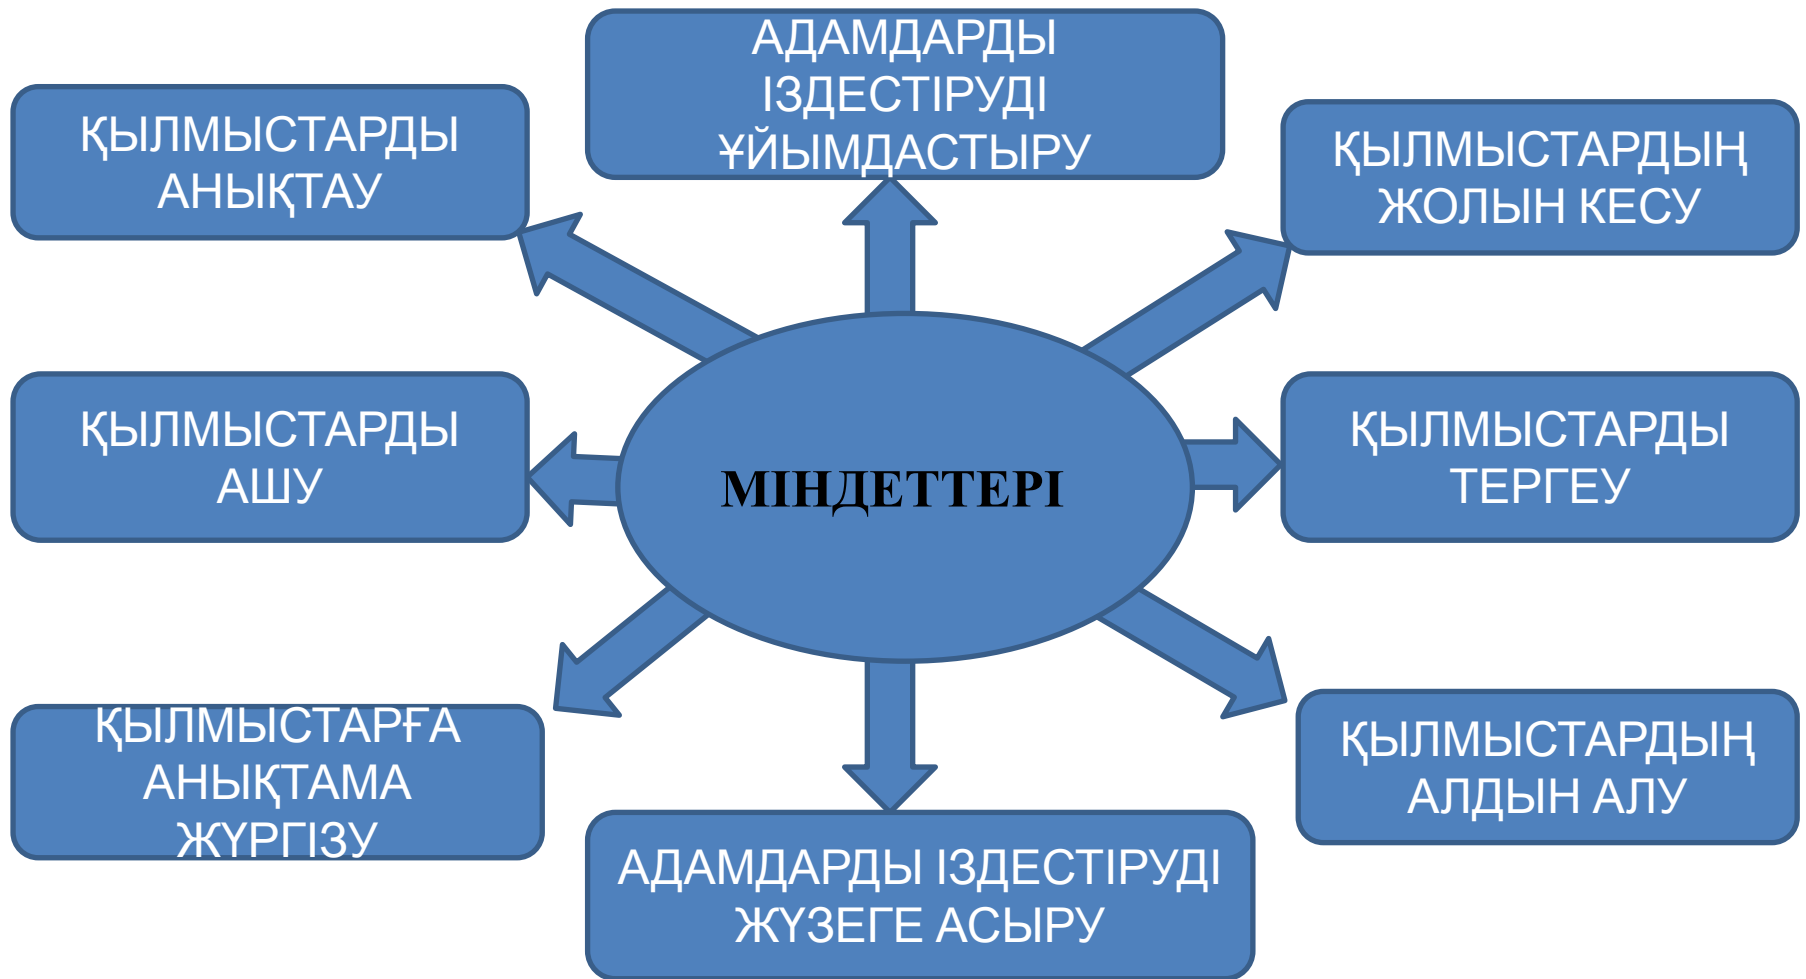 АДАМДАРДЫ
ІЗДЕСТІРУДІ
ҰЙЫМДАСТЫРУ
ҚЫЛМЫСТАРДЫ
АНЫҚТАУ
ҚЫЛМЫСТАРДЫҢ
ЖОЛЫН КЕСУ
ҚЫЛМЫСТАРДЫ
АШУ
МІНДЕТТЕРІ
ҚЫЛМЫСТАРДЫ
ТЕРГЕУ
ҚЫЛМЫСТАРҒА
АНЫҚТАМА
ЖҮРГІЗУ
АДАМДАРДЫ ІЗДЕСТІРУДІ
ЖҮЗЕГЕ АСЫРУ
ҚЫЛМЫСТАРДЫҢ
АЛДЫН АЛУ